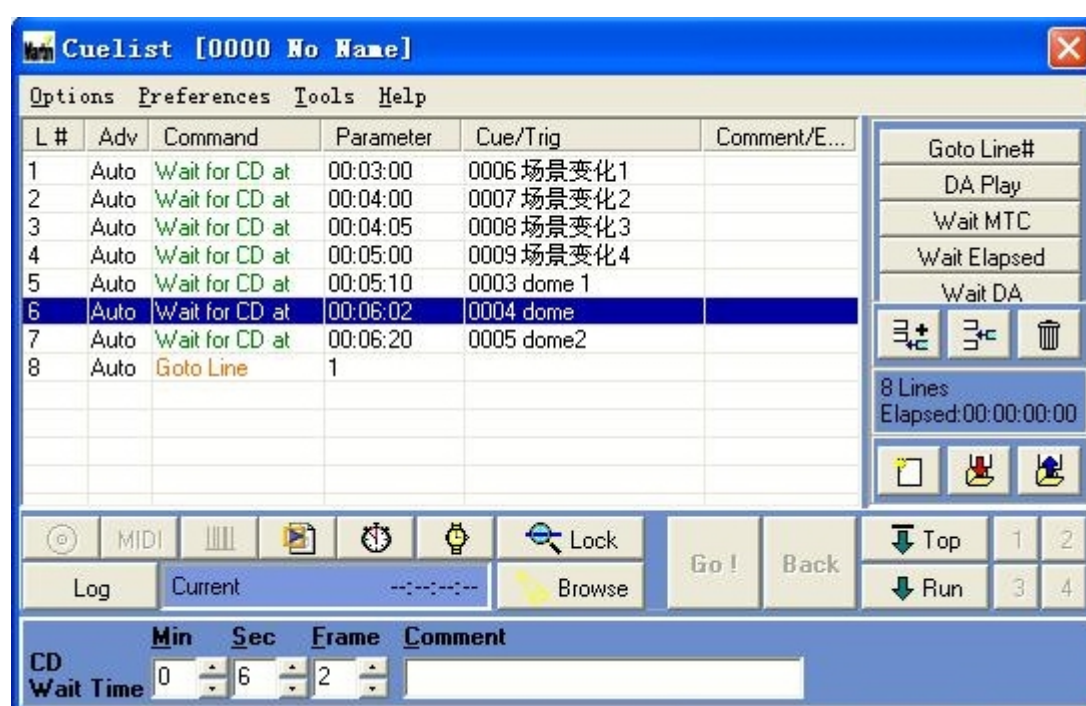 Martin Cuelist [0000 No Name]
Options Preferences Tools Help
L # Adv Command Parameter Cue/Trig Comment/E...
1 Auto Wait for CD at 00:03:00 0006 场景变化1
2 Auto Wait for CD at 00:04:00 0007 场景变化2
3 Auto Wait for CD at 00:04:05 0008 场景变化3
4 Auto Wait for CD at 00:05:00 0009 场景变化4
5 Auto Wait for CD at 00:05:10 0003 dome 1
6 Auto Wait for CD at 00:06:02 0004 dome
7 Auto Wait for CD at 00:06:20 0005 dome2
8 Auto Goto Line 1
Goto Line#
DA Play
Wait MTC
Wait Elapsed
Wait DA
8 Lines
Elapsed:00:00:00:00
MIDI Lock Go! Back Top 1 2
Log Current --:--:--:-- Browse Run 3 4
Min Sec Frame Comment
CD
Wait Time 0 6 2